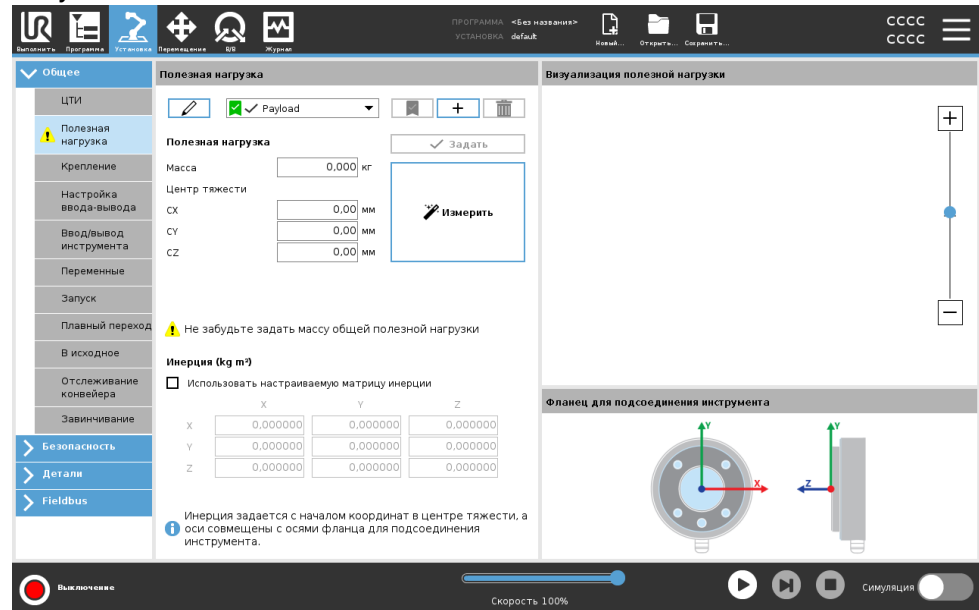 UR
Выполнить
Программа
Установка
Перемещение
В/В
Журнал
ПРОГРАММА <Без названия>
УСТАНОВКА default
Новый...
Открыть...
Сохранить...
CCCC
CCCC
Общее
ЦТИ
Полезная
нагрузка
Крепление
Настройка
ввода-вывода
Ввод/вывод
инструмента
Переменные
Запуск
Плавный переход
В исходное
Отслеживание
конвейера
Завинчивание
Безопасность
Детали
Fieldbus
Полезная нагрузка
Payload
Полезная нагрузка
Задать
Масса 0,000 кг
Центр тяжести
CX 0,00 мм
CY 0,00 мм
CZ 0,00 мм
Измерить
Не забудьте задать массу общей полезной нагрузки
Инерция (kg m²)
Использовать настраиваемую матрицу инерции
X Y Z
X 0,000000 0,000000 0,000000
Y 0,000000 0,000000 0,000000
Z 0,000000 0,000000 0,000000
Инерция задается с началом координат в центре тяжести, а
оси совмещены с осями фланца для подсоединения
инструмента.
Визуализация полезной нагрузки
Фланец для подсоединения инструмента
Y
X
Y
Z
Выключение
Скорость 100%
Симуляция